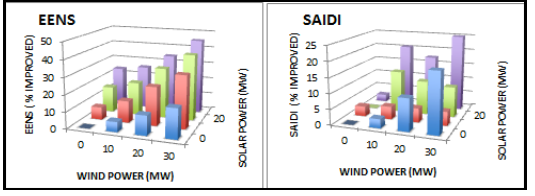 EENS
50
40
30
20
10
0
EENS (% IMPROVED)
0 10 20 30
WIND POWER (MW)
0
20
SOLAR POWER (MW)
SAIDI
25
20
15
10
5
0
SAIDI (% IMPROVED)
0 10 20 30
WIND POWER (MW)
0
20
SOLAR POWER (MW)